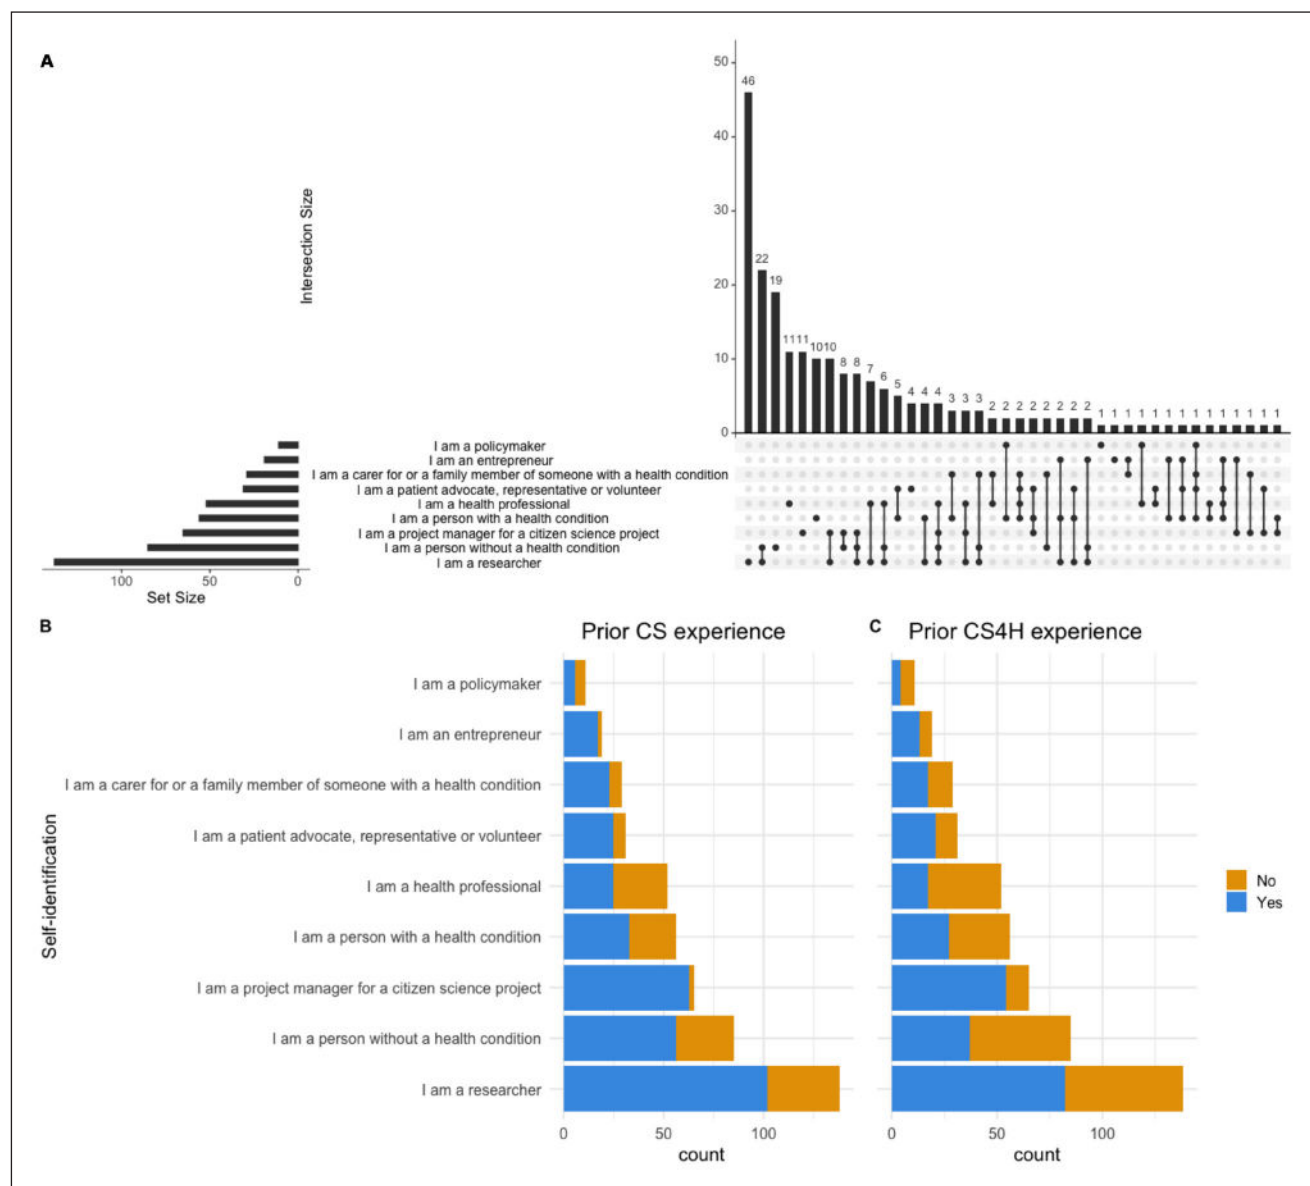 A
Intersection Size
50
40
30
20
10
0
46
22
19
11 11 10 10 8 8 7 6 5 4 4 4 3 3 3 2 2 2 2 2 2 2 2 1 1 1 1 1 1 1 1 1 1 1 1 1 1
I am a policymaker
I am an entrepreneur
I am a carer for or a family member of someone with a health condition
I am a patient advocate, representative or volunteer
I am a health professional
I am a person with a health condition
I am a project manager for a citizen science project
I am a person without a health condition
I am a researcher
100 50 0
Set Size
B
Prior CS experience
Self-identification
I am a policymaker
I am an entrepreneur
I am a carer for or a family member of someone with a health condition
I am a patient advocate, representative or volunteer
I am a health professional
I am a person with a health condition
I am a project manager for a citizen science project
I am a person without a health condition
I am a researcher
0 50 100
count
C
Prior CS4H experience
0 50 100
count
No
Yes